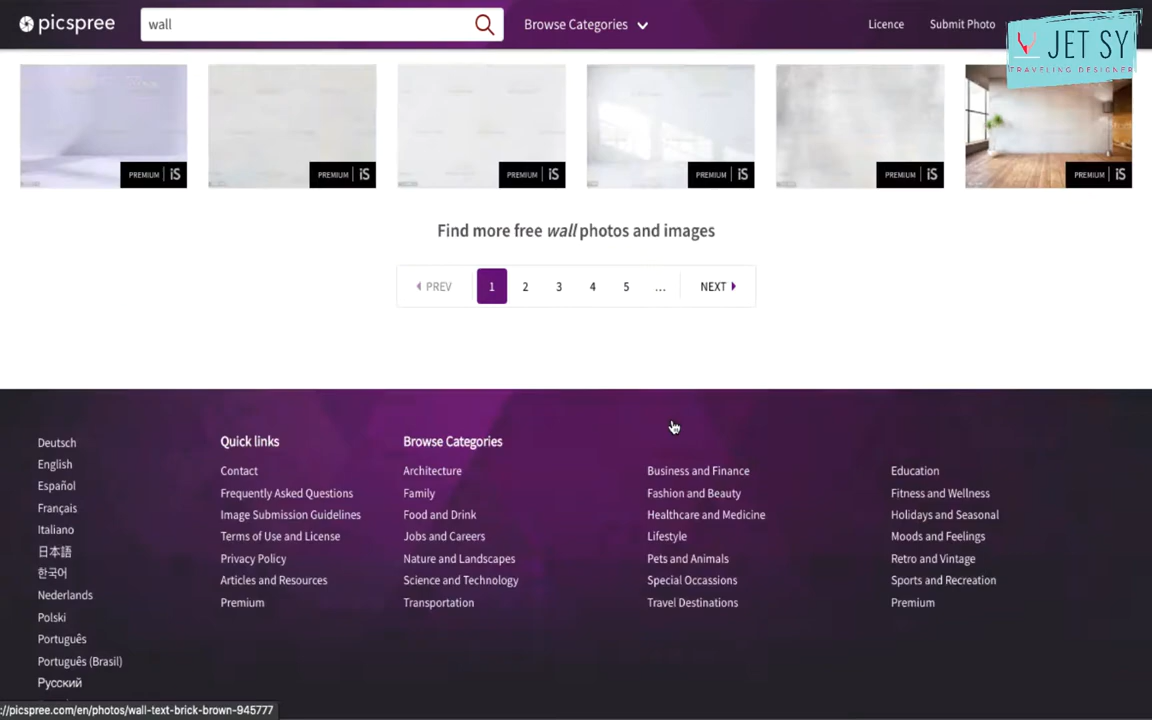 picspree
wall
Browse Categories
Licence
Submit Photo
JET SY
TRAVELING DESIGNER
PREMIUM iS
PREMIUM iS
PREMIUM iS
PREMIUM iS
PREMIUM iS
PREMIUM iS
Find more free wall photos and images
PREV 1 2 3 4 5 ... NEXT
Deutsch
English
Español
Français
Italiano
日本語
한국어
Nederlands
Polski
Português
Português (Brasil)
Русский
Quick links
Contact
Frequently Asked Questions
Image Submission Guidelines
Terms of Use and License
Privacy Policy
Articles and Resources
Premium
Browse Categories
Architecture
Family
Food and Drink
Jobs and Careers
Nature and Landscapes
Science and Technology
Transportation
Business and Finance
Fashion and Beauty
Healthcare and Medicine
Lifestyle
Pets and Animals
Special Occassions
Travel Destinations
Education
Fitness and Wellness
Holidays and Seasonal
Moods and Feelings
Retro and Vintage
Sports and Recreation
Premium
://picspree.com/en/photos/wall-text-brick-brown-945777